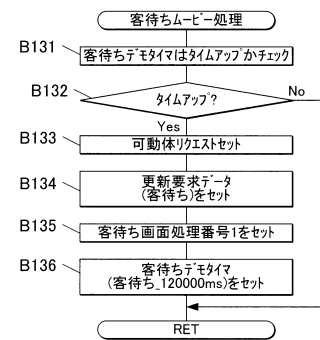 客待ちムービー処理
B131
客待ちデモタイマはタイムアップかチェック
B132
タイムアップ?
No
Yes
B133
可動体リクエストセット
B134
更新要求データ
(客待ち)をセット
B135
客待ち画面処理番号1をセット
B136
客待ちデモタイマ
(客待ち_120000ms)をセット
RET